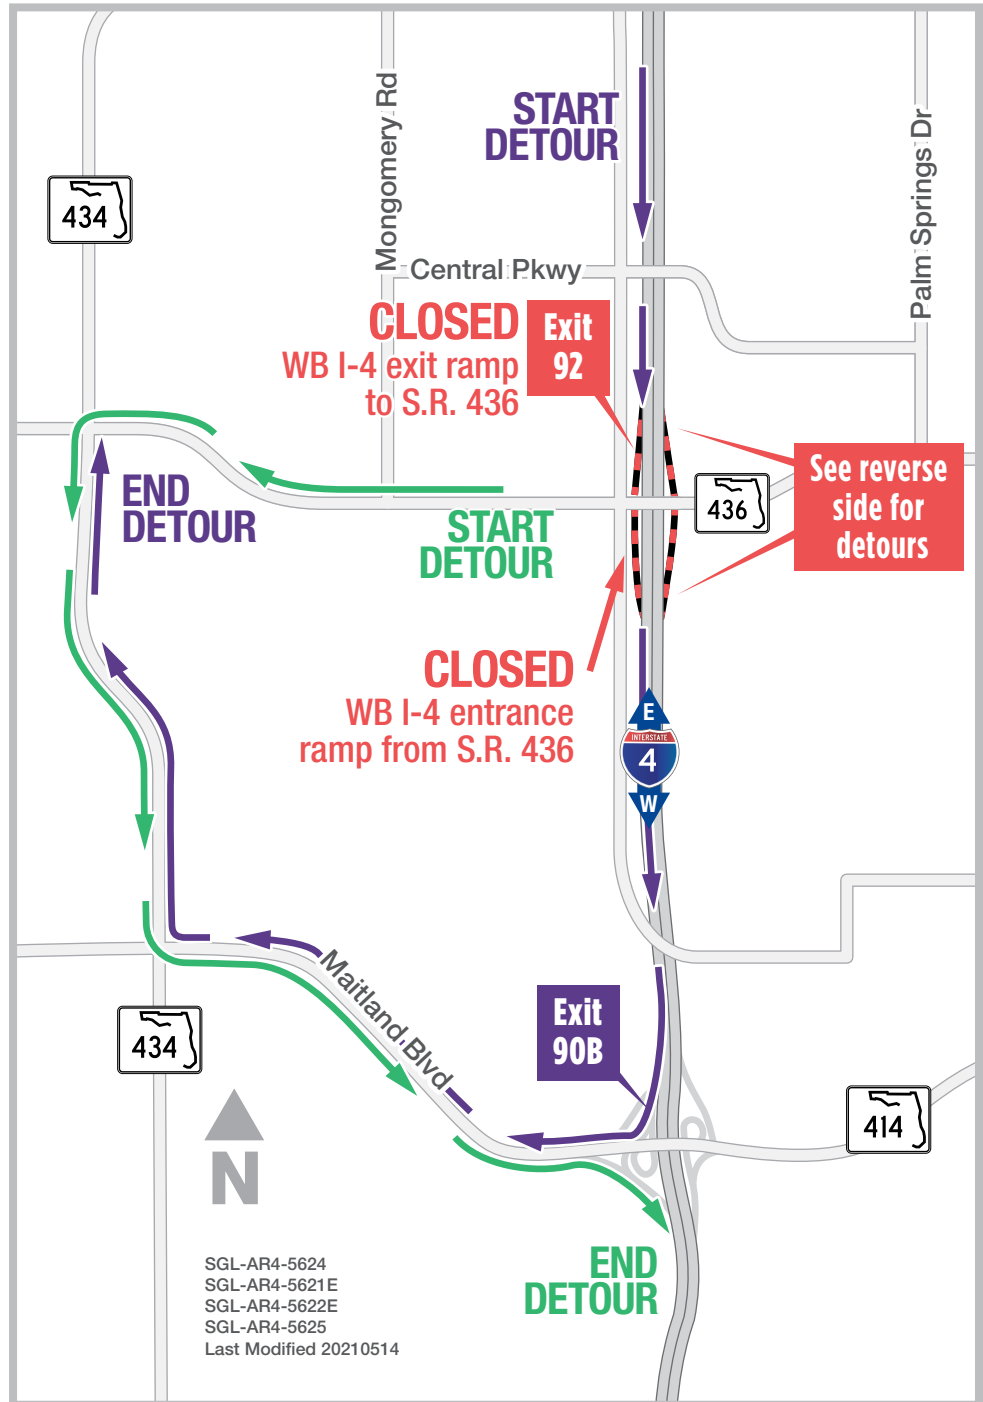 START
DETOUR
Mongomery Rd
Palm Springs Dr
434
Central Pkwy
CLOSED
WB I-4 exit ramp
to S.R. 436
Exit
92
END
DETOUR
START
DETOUR
436
See reverse
side for
detours
CLOSED
WB I-4 entrance
ramp from S.R. 436
E
INTERSTATE
4
W
Maitland Blvd
Exit
90B
434
414
N
END
DETOUR
SGL-AR4-5624
SGL-AR4-5621E
SGL-AR4-5622E
SGL-AR4-5625
Last Modified 20210514